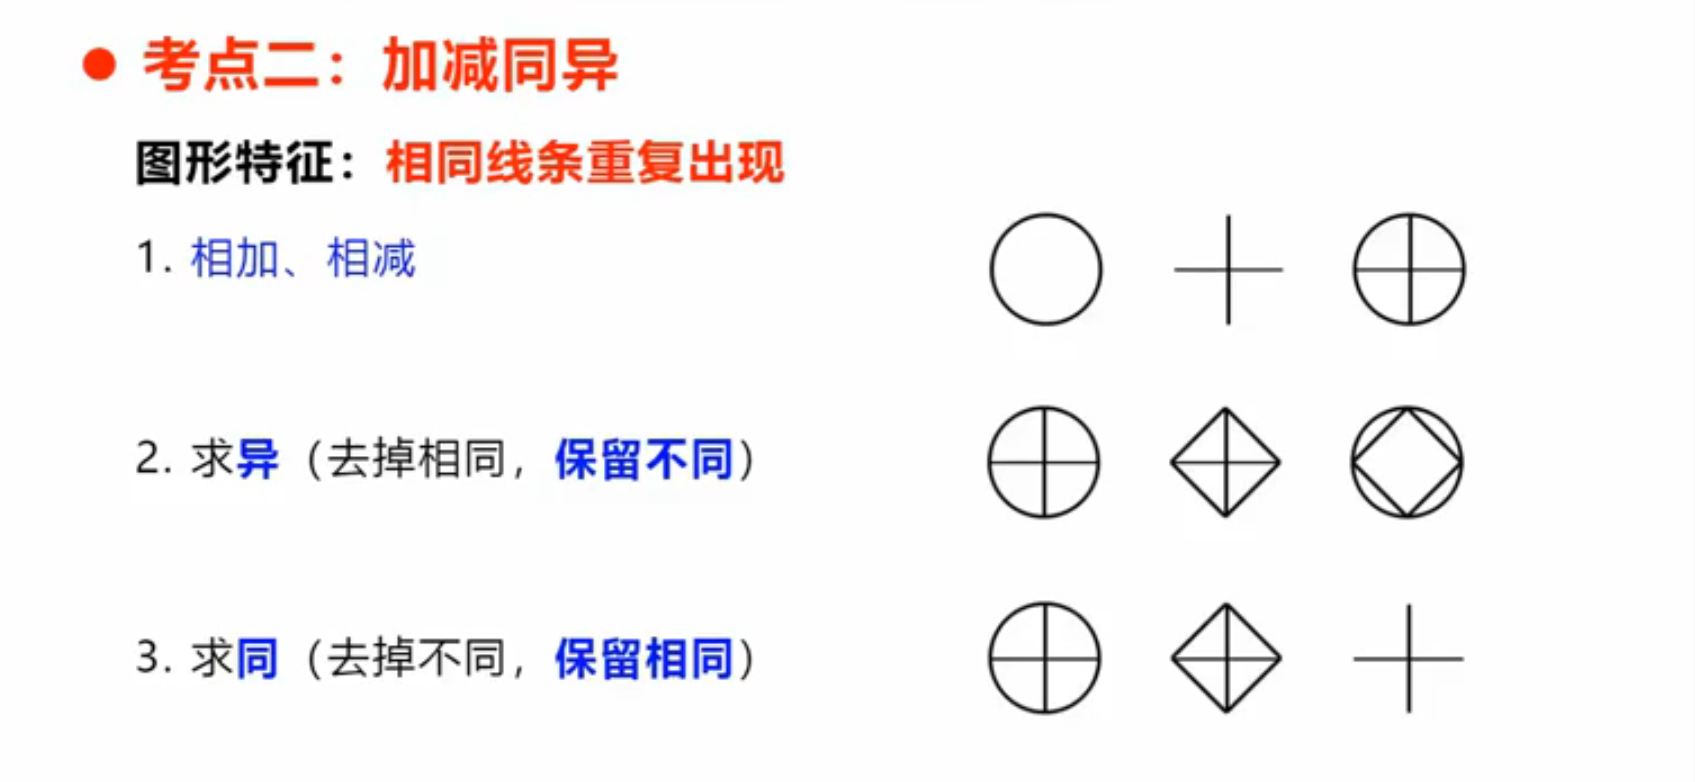 考点二：加减同异
图形特征：相同线条重复出现
1. 相加、相减
2. 求异（去掉相同，保留不同）
3. 求同（去掉不同，保留相同）